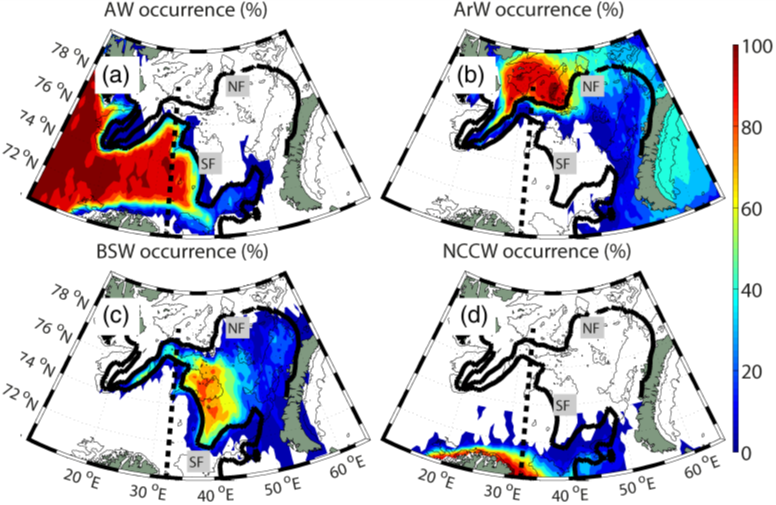 AW occurrence (%)
ArW occurrence (%)
(a)
(b)
NF
NF
SF
SF
78 °N
76 °N
74 °N
72 °N
BSW occurrence (%)
NCCW occurrence (%)
(c)
(d)
NF
NF
SF
SF
78 °N
76 °N
74 °N
72 °N
20 °E
30 °E
40 °E
50 °E
60 °E
20 °E
30 °E
40 °E
50 °E
60 °E
100
80
60
40
20
0